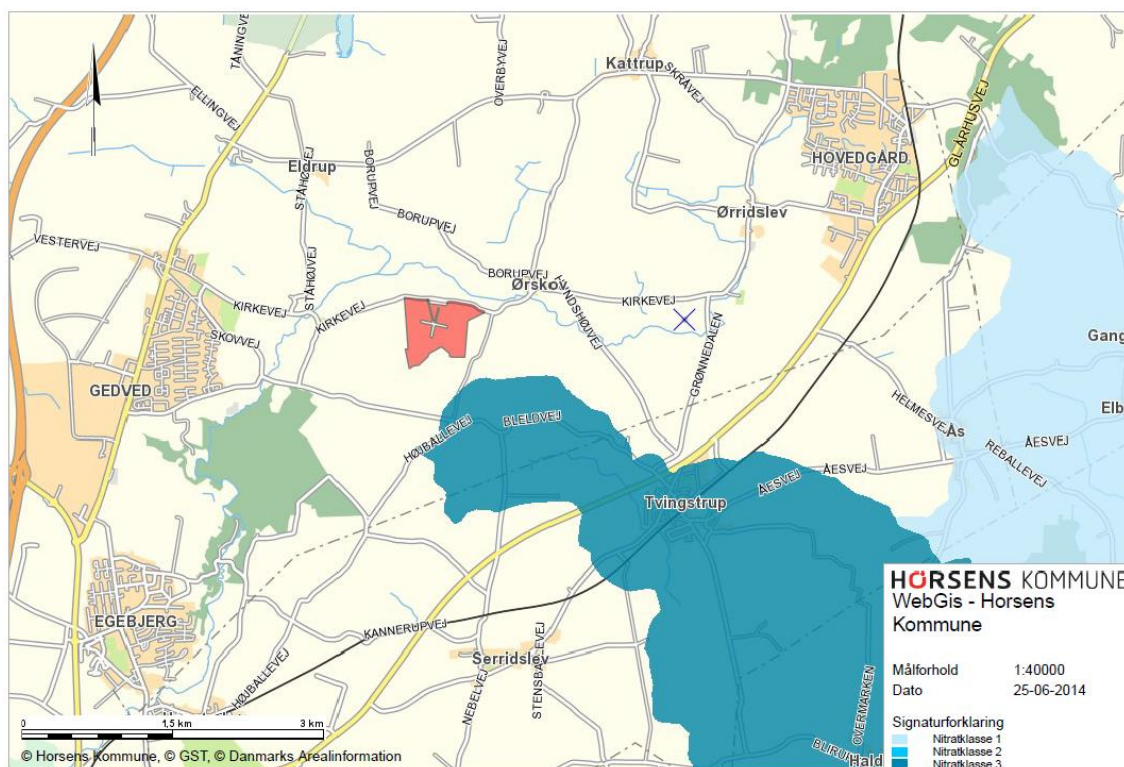 TÅNINGVEJ
OVERBYVEJ
Kattrup
SKRÅVEJ
ELLINGVEJ
GL ÅRHUSVEJ
HOVEDGÅRD
Eldrup
BORUPVEJ
STÅHØJVEJ
BORUPVEJ
Ørridslev
VESTERVEJ
BORUPVEJ
Ørskov
KIRKEVEJ
STÅHØJVEJ
KIRKEVEJ
KIRKEVEJ
HYNDSHØJVEJ
SKOVVEJ
GRØNNEDALEN
Gang
GEDVED
HELMESVEJ
Elb
HØJBALLEVEJ
BLELDVEJ
Ås
ÅESVEJ
REBALLEVEJ
ÅESVEJ
ÅESVEJ
Tvingstrup
EGEBJERG
KANNERUPVEJ
Serridslev
HØJBALLEVEJ
NEBELVEJ
STENSBALLEVEJ
OVERMARKEN
Hald
HORSENS KOMMUNE
WebGis - Horsens
Kommune
Målforhold 1:40000
Dato 25-06-2014
Signaturforklaring
Nitratklasse 1
Nitratklasse 2
Nitratklasse 3
0 1,5 km 3 km
© Horsens Kommune, © GST, © Danmarks Arealinformation